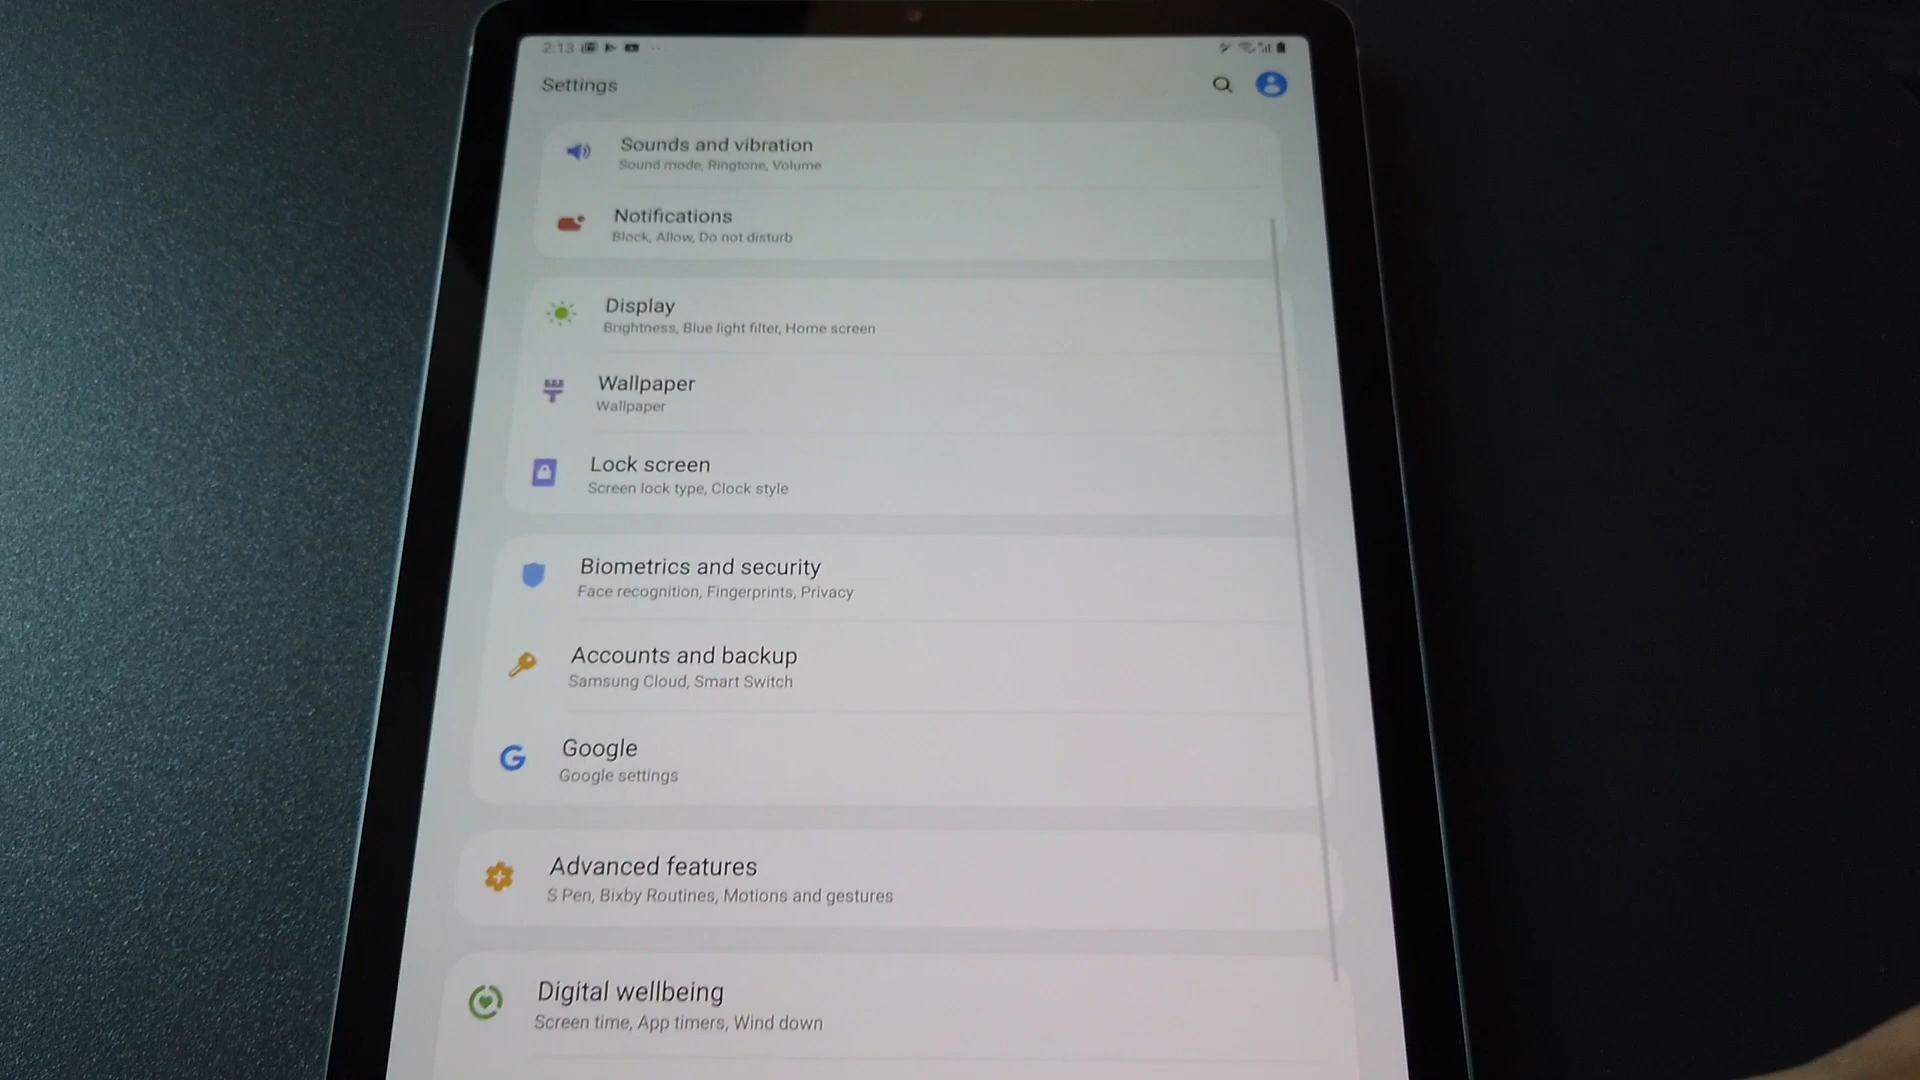 2:13
Settings
Sounds and vibration
Sound mode, Ringtone, Volume
Notifications
Block, Allow, Do not disturb
Display
Brightness, Blue light filter, Home screen
Wallpaper
Wallpaper
Lock screen
Screen lock type, Clock style
Biometrics and security
Face recognition, Fingerprints, Privacy
Accounts and backup
Samsung Cloud, Smart Switch
Google
Google settings
Advanced features
S Pen, Bixby Routines, Motions and gestures
Digital wellbeing
Screen time, App timers, Wind down